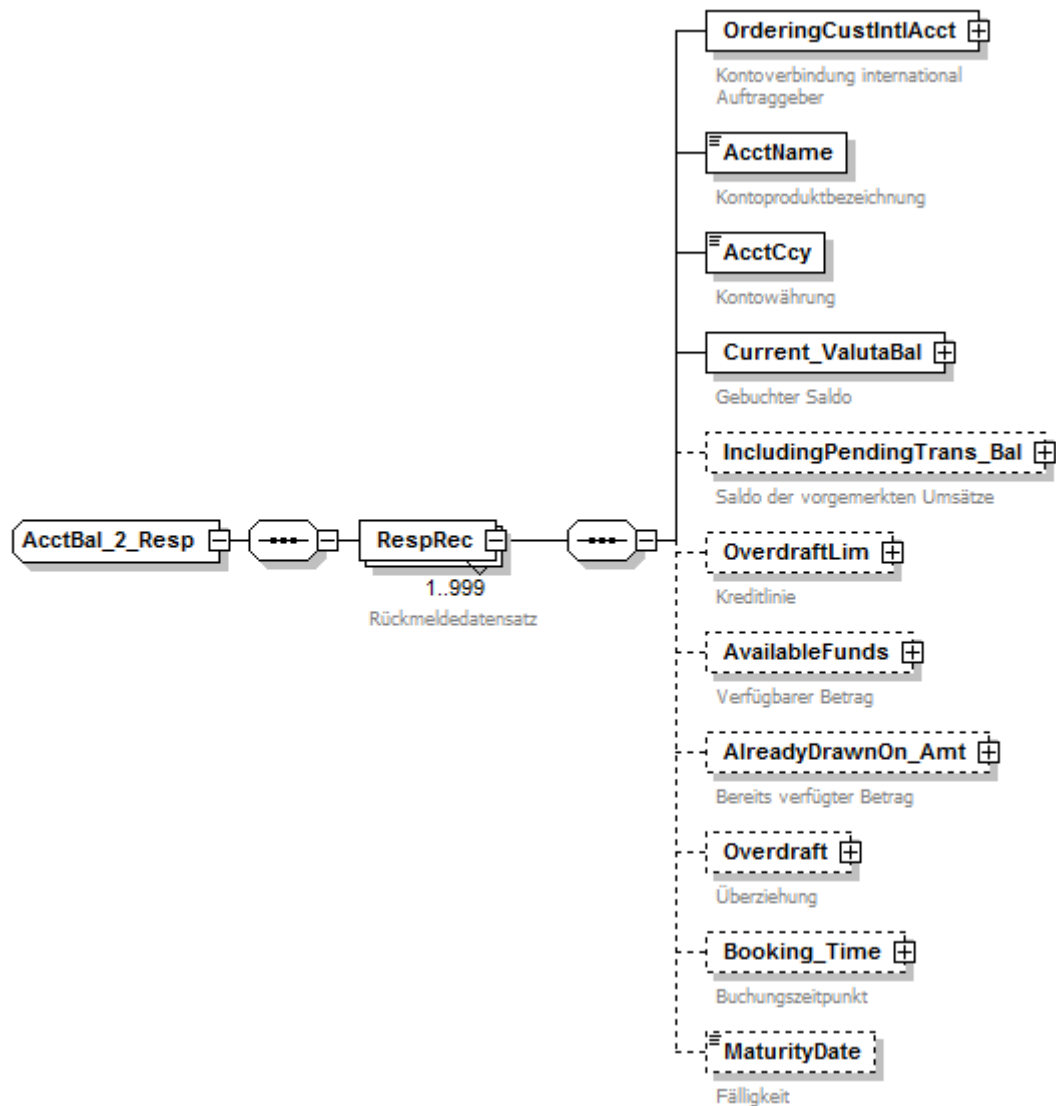 OrderingCustIntlAcct
Kontoverbindung international
Auftraggeber
AcctName
Kontoproduktbezeichnung
AcctCcy
Kontowährung
Current_ValutaBal
Gebuchter Saldo
IncludingPendingTrans_Bal
Saldo der vorgemerkten Umsätze
AcctBal_2_Resp
RespRec
1..999
Rückmeldedatensatz
OverdraftLim
Kreditlinie
AvailableFunds
Verfügbarer Betrag
AlreadyDrawnOn_Amt
Bereits verfügter Betrag
Overdraft
Überziehung
Booking_Time
Buchungszeitpunkt
MaturityDate
Fälligkeit